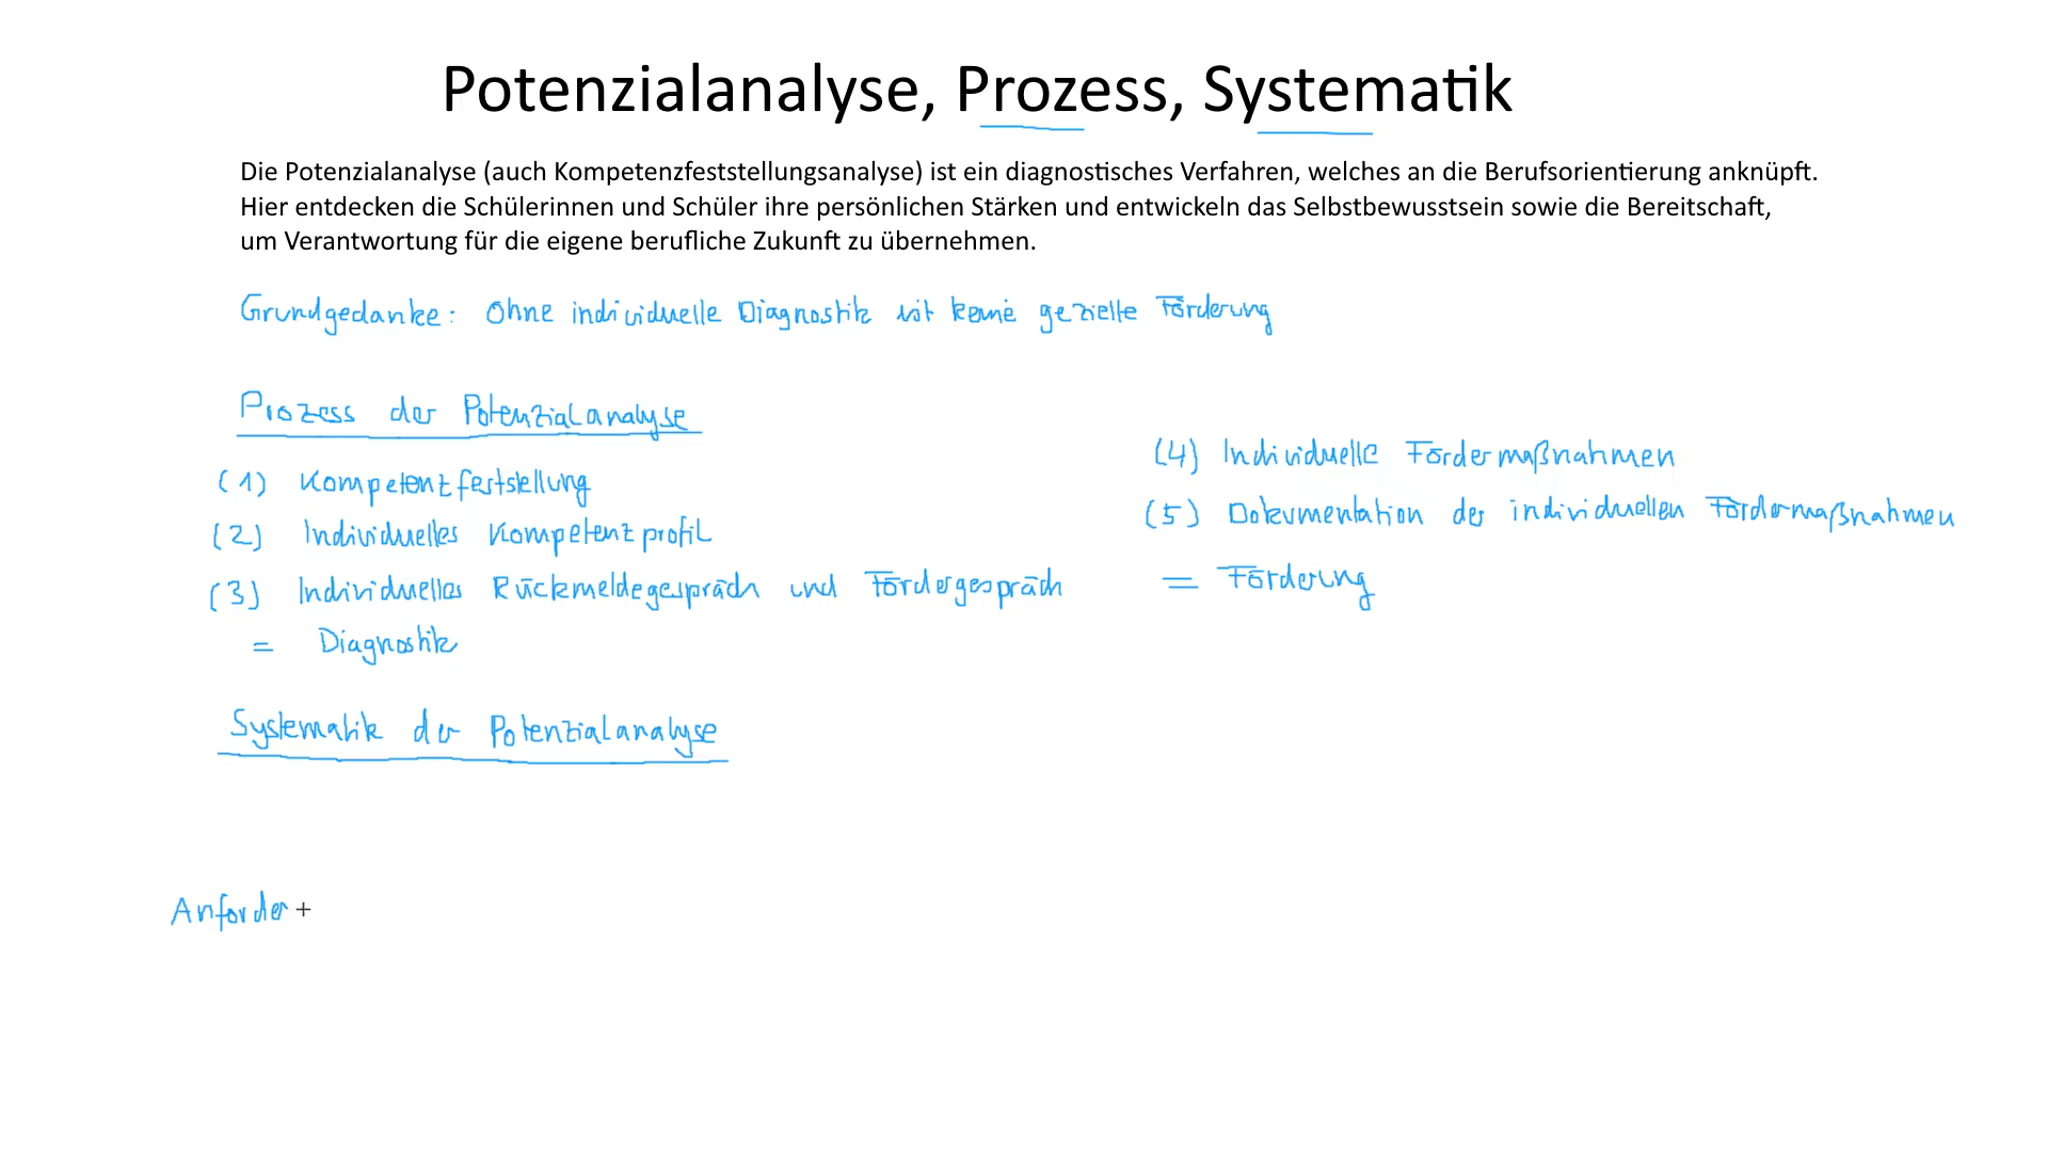 Potenzialanalyse, Prozess, Systematik
Die Potenzialanalyse (auch Kompetenzfeststellungsanalyse) ist ein diagnostisches Verfahren, welches an die Berufsorientierung anknüpft.
Hier entdecken die Schülerinnen und Schüler ihre persönlichen Stärken und entwickeln das Selbstbewusstsein sowie die Bereitschaft,
um Verantwortung für die eigene berufliche Zukunft zu übernehmen.
Grundgedanke: Ohne individuelle Diagnostik ist keine gezielte Förderung
Prozess der Potenzialanalyse
(1) Kompetenzfeststellung
(2) Individuelles Kompetenzprofil
(3) Individuelles Rückmeldegespräch und Fördergespräch
= Diagnostik
(4) Individuelle Fördermaßnahmen
(5) Dokumentation der individuellen Fördermaßnahmen
= Förderung
Systematik der Potenzialanalyse
Anforder